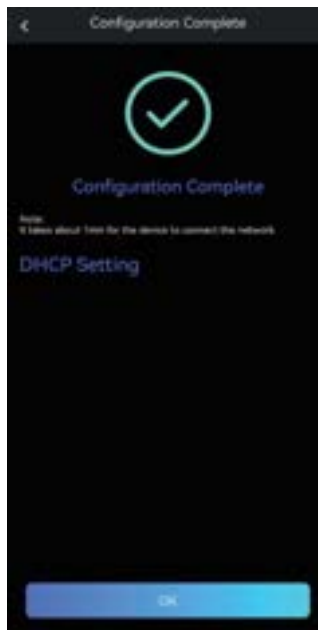 Configuration Complete
Configuration Complete
Note:
It takes about 1min for the device to connect the network
DHCP Setting
OK